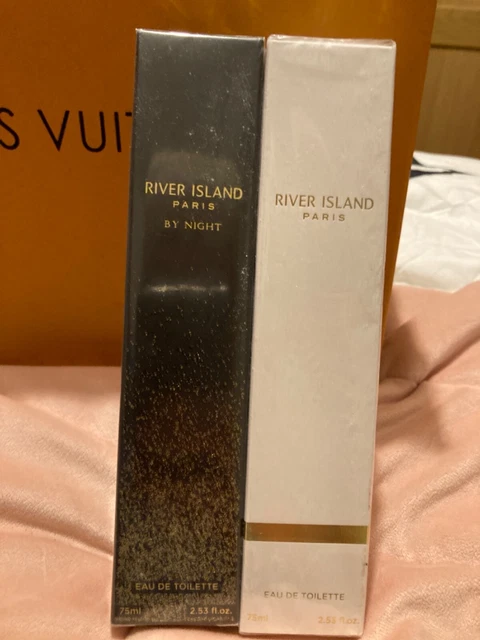 S VUIT
RIVER ISLAND
PARIS
BY NIGHT
EAU DE TOILETTE
75ml 2.53 fl.oz.
RIVER ISLAND
PARIS
EAU DE TOILETTE
75ml 2.53 fl.oz.